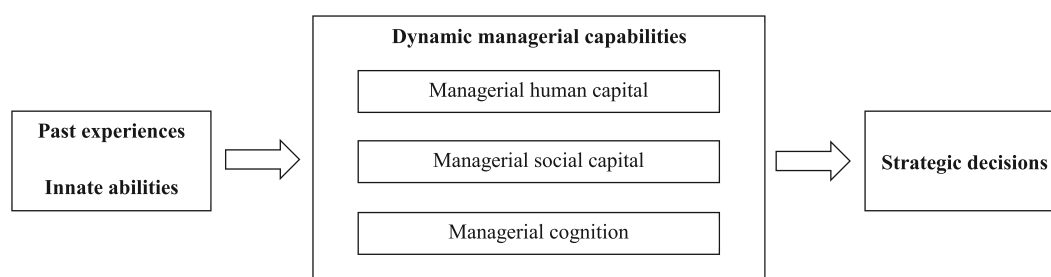 Dynamic managerial capabilities
Managerial human capital
Past experiences
Innate abilities
Managerial social capital
Strategic decisions
Managerial cognition